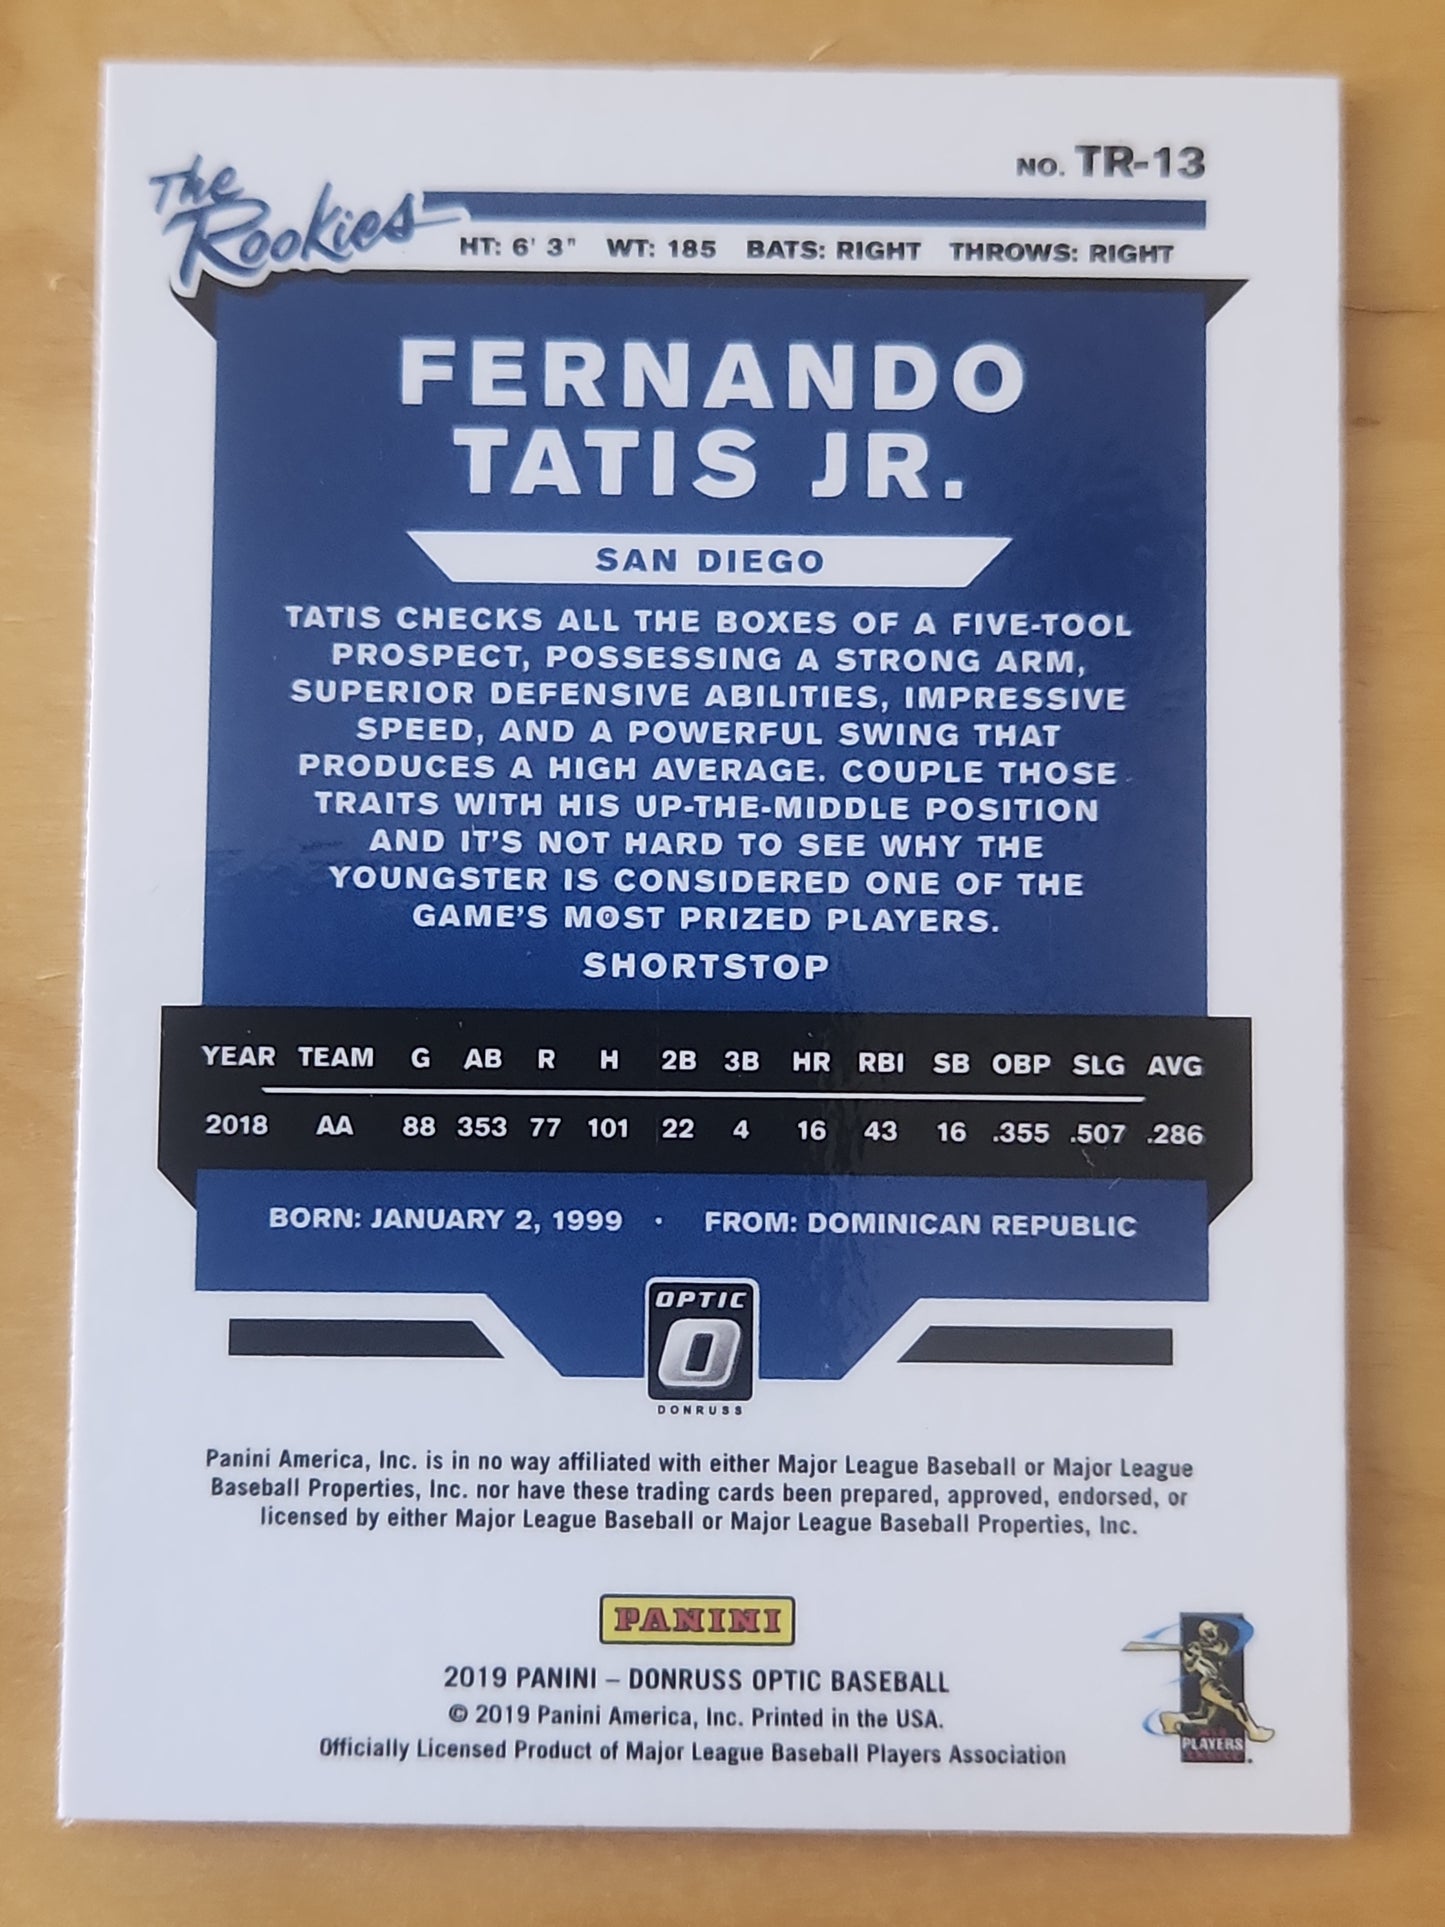 NO. TR-13
The
Rookies
HT: 6' 3" WT: 185 BATS: RIGHT THROWS: RIGHT
FERNANDO
TATIS JR.
SAN DIEGO
TATIS CHECKS ALL THE BOXES OF A FIVE-TOOL
PROSPECT, POSSESSING A STRONG ARM,
SUPERIOR DEFENSIVE ABILITIES, IMPRESSIVE
SPEED, AND A POWERFUL SWING THAT
PRODUCES A HIGH AVERAGE. COUPLE THOSE
TRAITS WITH HIS UP-THE-MIDDLE POSITION
AND IT'S NOT HARD TO SEE WHY THE
YOUNGSTER IS CONSIDERED ONE OF THE
GAME'S MOST PRIZED PLAYERS.
SHORTSTOP
YEAR TEAM G AB R H 2B 3B HR RBI SB OBP SLG AVG
2018 AA 88 353 77 101 22 4 16 43 16 .355 .507 .286
BORN: JANUARY 2, 1999 · FROM: DOMINICAN REPUBLIC
OPTIC
O
DONRUSS
Panini America, Inc. is in no way affiliated with either Major League Baseball or Major League
Baseball Properties, Inc. nor have these trading cards been prepared, approved, endorsed, or
licensed by either Major League Baseball or Major League Baseball Properties, Inc.
PANINI
2019 PANINI – DONRUSS OPTIC BASEBALL
© 2019 Panini America, Inc. Printed in the USA.
Officially Licensed Product of Major League Baseball Players Association
PLAYERS